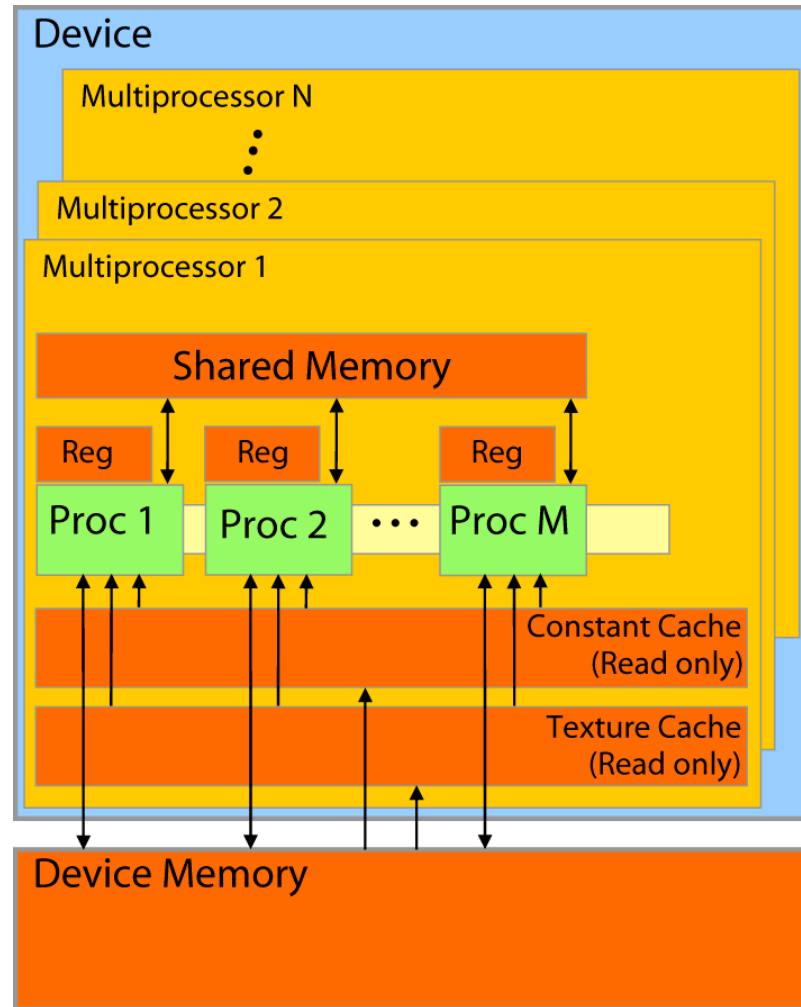 Device
Multiprocessor N
Multiprocessor 2
Multiprocessor 1
Shared Memory
Reg Reg Reg
Proc 1 Proc 2 Proc M
Constant Cache
(Read only)
Texture Cache
(Read only)
Device Memory